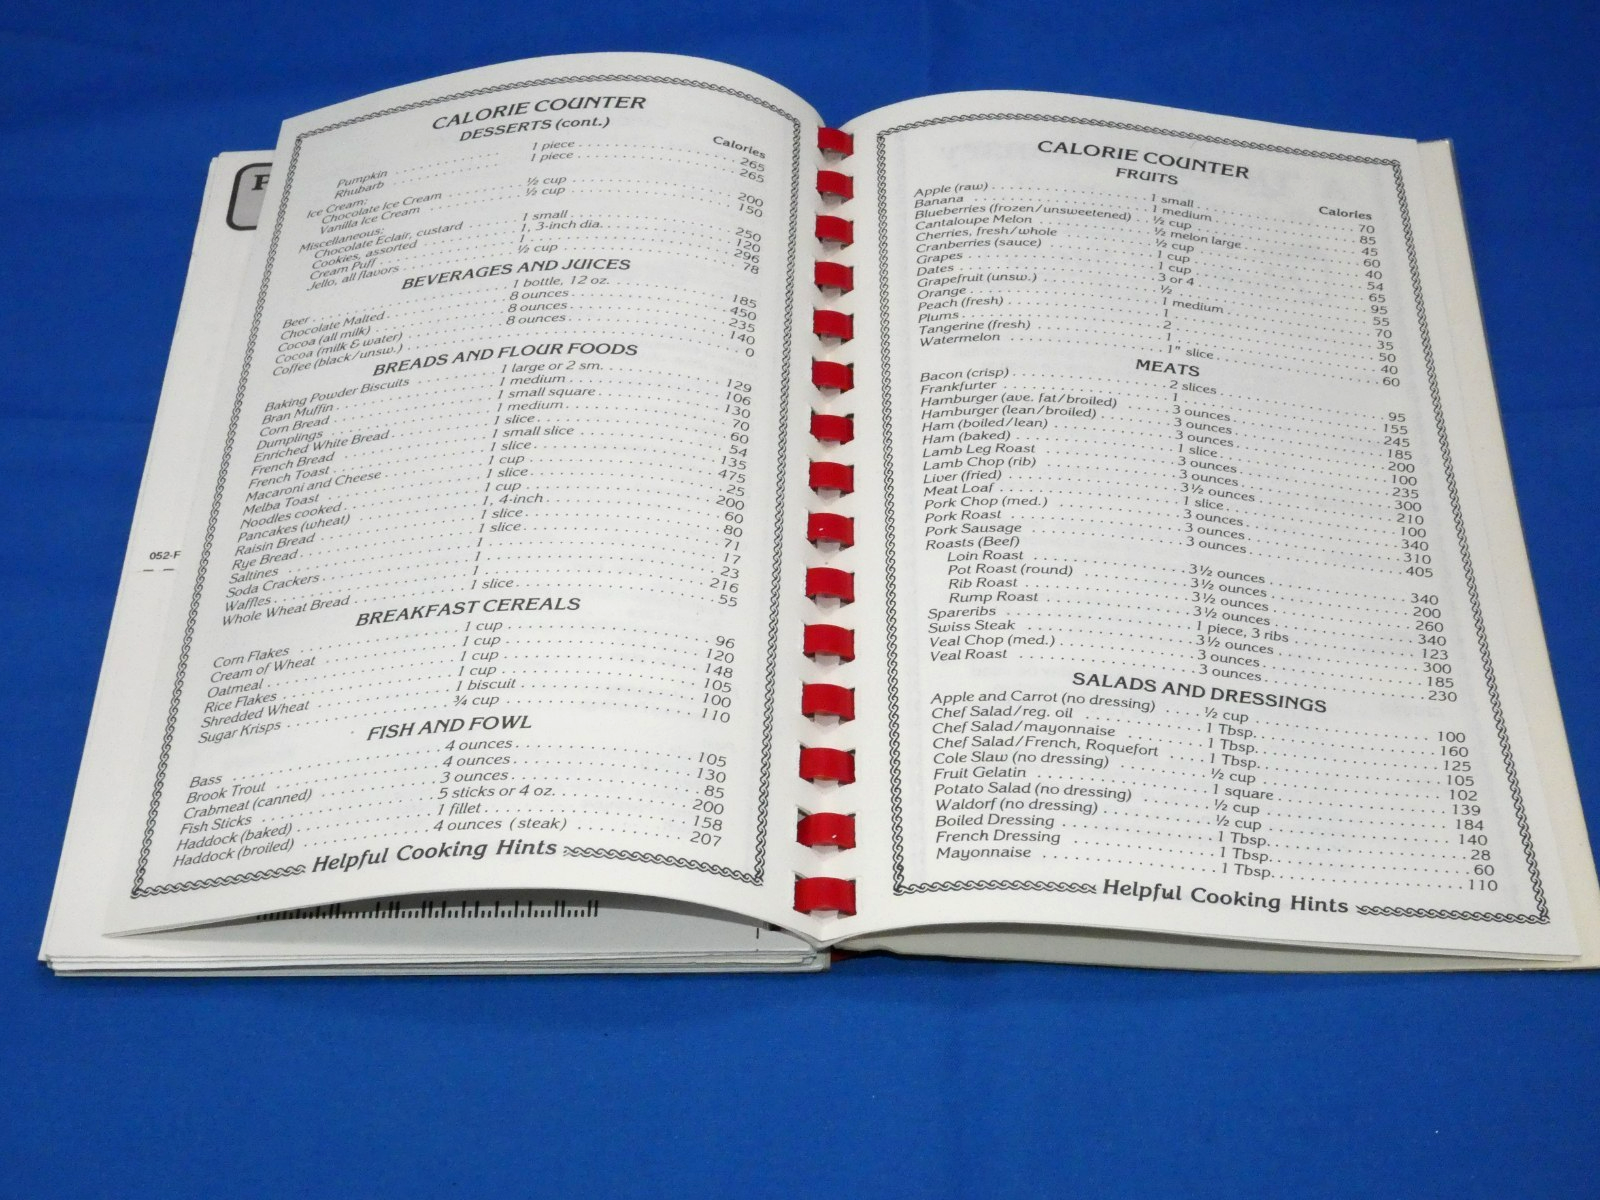 CALORIE COUNTER
DESSERTS (cont.)
Calories
Pumpkin 1 piece 265
Rhubarb 1 piece 265
Ice Cream:
Chocolate Ice Cream ½ cup 200
Vanilla Ice Cream ½ cup 150
Miscellaneous:
Chocolate Eclair, custard 1 small 250
Cookies, assorted 1, 3-inch dia. 120
Cream Puff 1 296
Jello, all flavors ½ cup 78
BEVERAGES AND JUICES
Beer 1 bottle, 12 oz. 185
Chocolate Malted 8 ounces 450
Cocoa (all milk) 8 ounces 235
Cocoa (milk & water) 8 ounces 140
Coffee (black/unsw.) 0
BREADS AND FLOUR FOODS
Baking Powder Biscuits 1 large or 2 sm. 129
Bran Muffin 1 medium 106
Corn Bread 1 small square 130
Dumplings 1 medium 70
Enriched White Bread 1 slice 60
French Bread 1 small slice 54
French Toast 1 slice 135
Macaroni and Cheese 1 cup 475
Melba Toast 1 slice 25
Noodles cooked 1 cup 200
Pancakes (wheat) 1, 4-inch 60
Raisin Bread 1 slice 80
Rye Bread 1 slice 71
Saltines 1 17
Soda Crackers 1 23
Waffles 1 216
Whole Wheat Bread 1 slice 55
BREAKFAST CEREALS
Corn Flakes 1 cup 96
Cream of Wheat 1 cup 120
Oatmeal 1 cup 148
Rice Flakes 1 cup 105
Shredded Wheat 1 biscuit 100
Sugar Krisps ¾ cup 110
FISH AND FOWL
Bass 4 ounces 105
Brook Trout 4 ounces 130
Crabmeat (canned) 3 ounces 85
Fish Sticks 5 sticks or 4 oz. 200
Haddock (baked) 1 fillet 158
Haddock (broiled) 4 ounces (steak) 207
Helpful Cooking Hints
052-F
CALORIE COUNTER
FRUITS
Calories
Apple (raw) 1 small 70
Banana 1 medium 85
Blueberries (frozen/unsweetened) ½ cup 45
Cantaloupe Melon ½ melon large 60
Cherries, fresh/whole ½ cup 40
Cranberries (sauce) 1 cup 54
Grapes 1 cup 65
Dates 3 or 4 95
Grapefruit (unsw.) ½ 55
Orange 1 medium 70
Peach (fresh) 1 35
Plums 2 50
Tangerine (fresh) 1 40
Watermelon 1" slice 60
MEATS
Bacon (crisp) 2 slices 95
Frankfurter 1 155
Hamburger (ave. fat/broiled) 3 ounces 245
Hamburger (lean/broiled) 3 ounces 185
Ham (boiled/lean) 3 ounces 200
Ham (baked) 1 slice 100
Lamb Leg Roast 3 ounces 235
Lamb Chop (rib) 3 ounces 300
Liver (fried) 3½ ounces 210
Meat Loaf 1 slice 100
Pork Chop (med.) 3 ounces 340
Pork Roast 3 ounces 310
Pork Sausage 3 ounces 405
Roasts (Beef)
Loin Roast 3½ ounces 340
Pot Roast (round) 3½ ounces 200
Rib Roast 3½ ounces 260
Rump Roast 3½ ounces 340
Spareribs 1 piece, 3 ribs 123
Swiss Steak 3½ ounces 300
Veal Chop (med.) 3 ounces 185
Veal Roast 3 ounces 230
SALADS AND DRESSINGS
Apple and Carrot (no dressing) ½ cup 100
Chef Salad/reg. oil 1 Tbsp. 160
Chef Salad/mayonnaise 1 Tbsp. 125
Chef Salad/French, Roquefort 1 Tbsp. 105
Cole Slaw (no dressing) ½ cup 102
Fruit Gelatin 1 square 139
Potato Salad (no dressing) ½ cup 184
Waldorf (no dressing) ½ cup 140
Boiled Dressing 1 Tbsp. 28
French Dressing 1 Tbsp. 60
Mayonnaise 1 Tbsp. 110
Helpful Cooking Hints